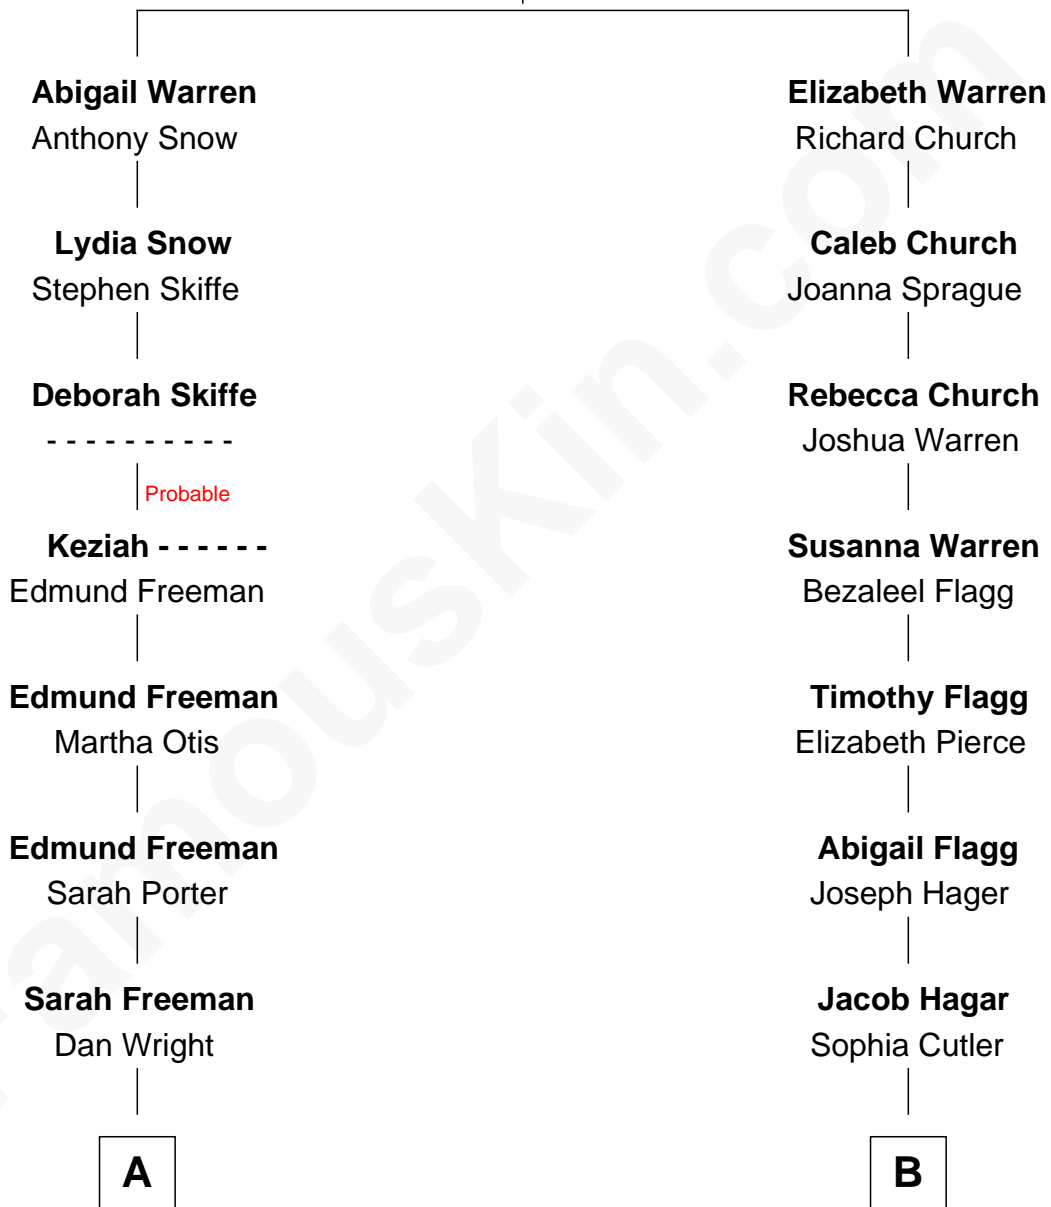 Abigail Warren
Anthony Snow
Lydia Snow
Stephen Skiffe
Deborah Skiffe
- - - - - - - - - -
Probable
Keziah - - - - - -
Edmund Freeman
Edmund Freeman
Martha Otis
Edmund Freeman
Sarah Porter
Sarah Freeman
Dan Wright
A
Elizabeth Warren
Richard Church
Caleb Church
Joanna Sprague
Rebecca Church
Joshua Warren
Susanna Warren
Bezaleel Flagg
Timothy Flagg
Elizabeth Pierce
Abigail Flagg
Joseph Hager
Jacob Hagar
Sophia Cutler
B
FamousKin.com